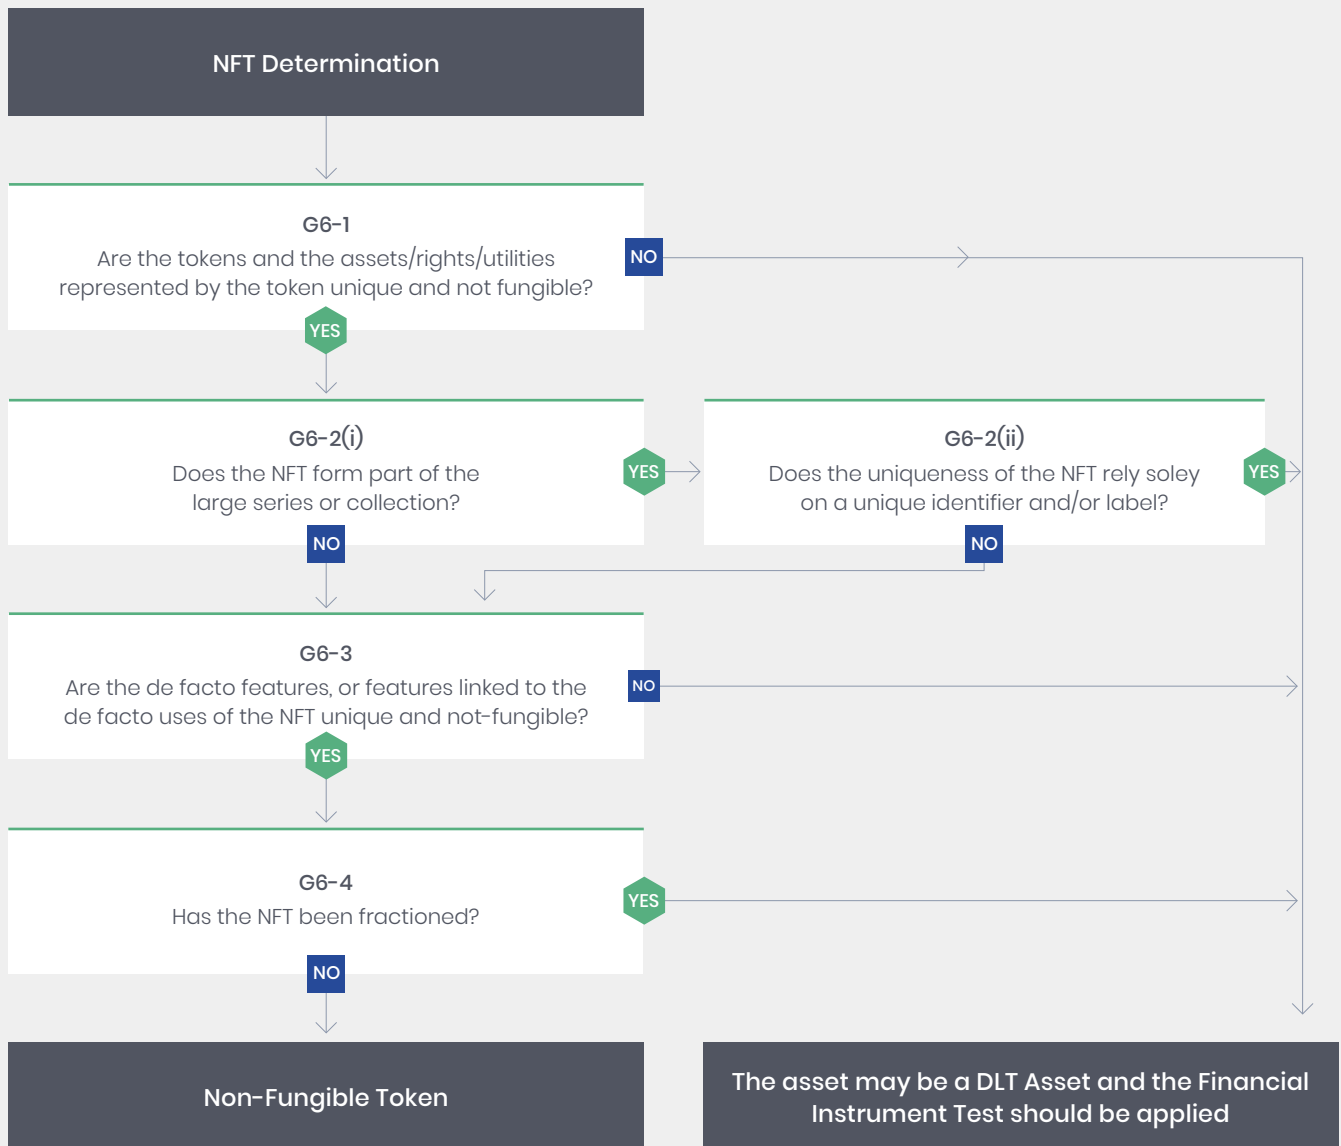 NFT Determination
G6-1
Are the tokens and the assets/rights/utilities
represented by the token unique and not fungible?
NO
YES
G6-2(i)
Does the NFT form part of the
large series or collection?
YES
NO
G6-2(ii)
Does the uniqueness of the NFT rely soley
on a unique identifier and/or label?
YES
NO
G6-3
Are the de facto features, or features linked to the
de facto uses of the NFT unique and not-fungible?
NO
YES
G6-4
Has the NFT been fractioned?
YES
NO
Non-Fungible Token
The asset may be a DLT Asset and the Financial
Instrument Test should be applied